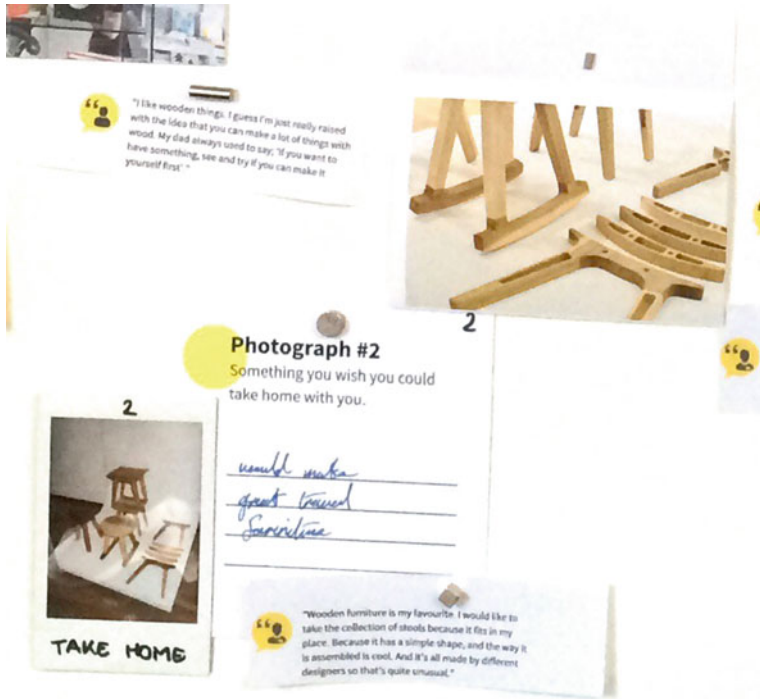 "I like wooden things. I guess I'm just really raised
with the idea that you can make a lot of things with
wood. My dad always used to say; 'If you want to
have something, see and try if you can make it
yourself first' "
2
Photograph #2
Something you wish you could
take home with you.
would make
great travel
furniture
2
TAKE HOME
"Wooden furniture is my favourite. I would like to
take the collection of stools because it fits in my
place. Because it has a simple shape, and the way it
is assembled is cool. And it's all made by different
designers so that's quite unusual."